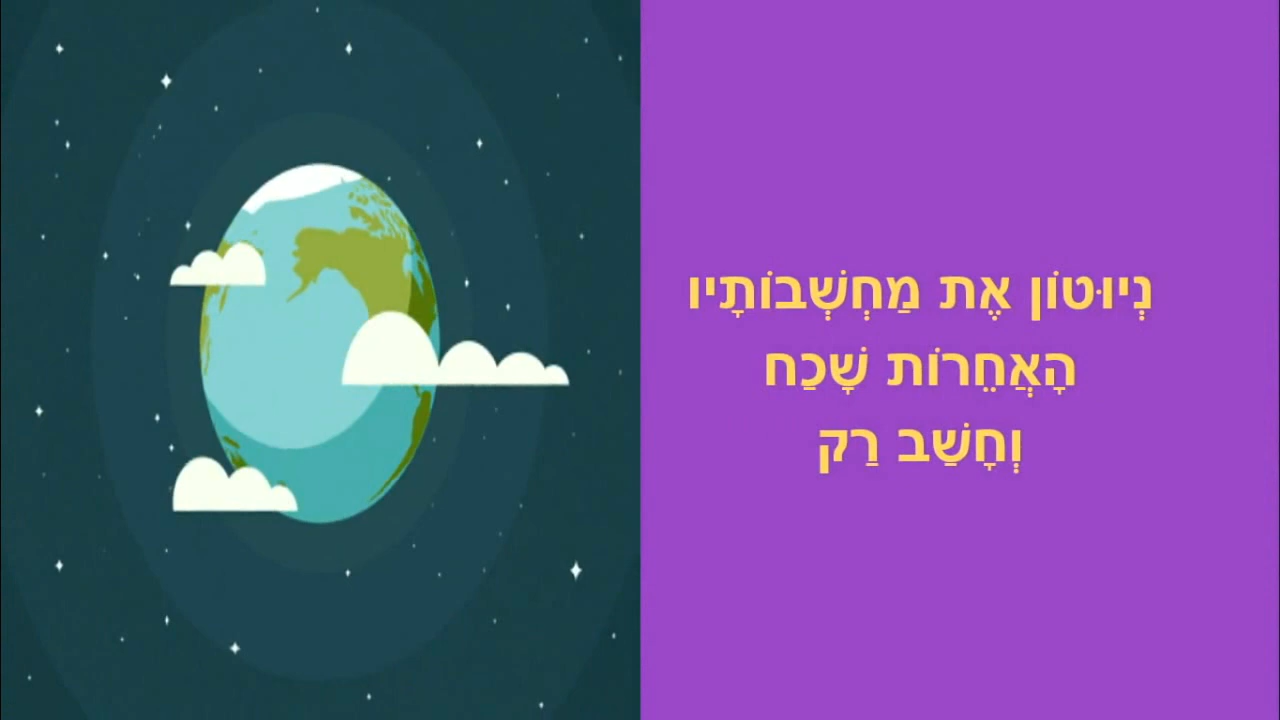 נְיוּטוֹן אֶת מַחְשְׁבוֹתָיו
הָאֲחֵרוֹת שָׁכַח
וְחָשַׁב רַק